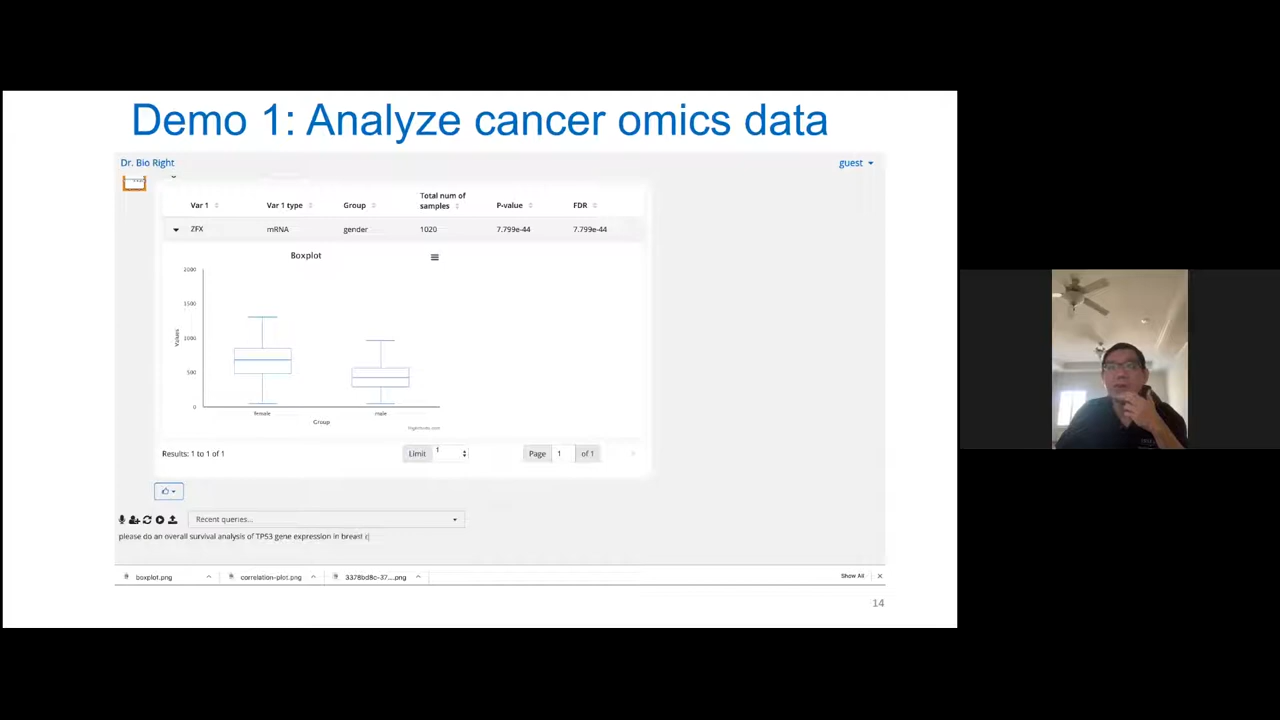 Demo 1: Analyze cancer omics data
Dr. Bio Right
guest
Var 1
Var 1 type
Group
Total num of
samples
P-value
FDR
ZFX
mRNA
gender
1020
7.799e-44
7.799e-44
Boxplot
2000
1500
1000
500
0
Values
female
male
Group
Results: 1 to 1 of 1
Limit
1
Page
1
of 1
Recent queries...
please do an overall survival analysis of TP53 gene expression in breast c
boxplot.png
correlation-plot.png
3378bd8c-37....png
Show All
14